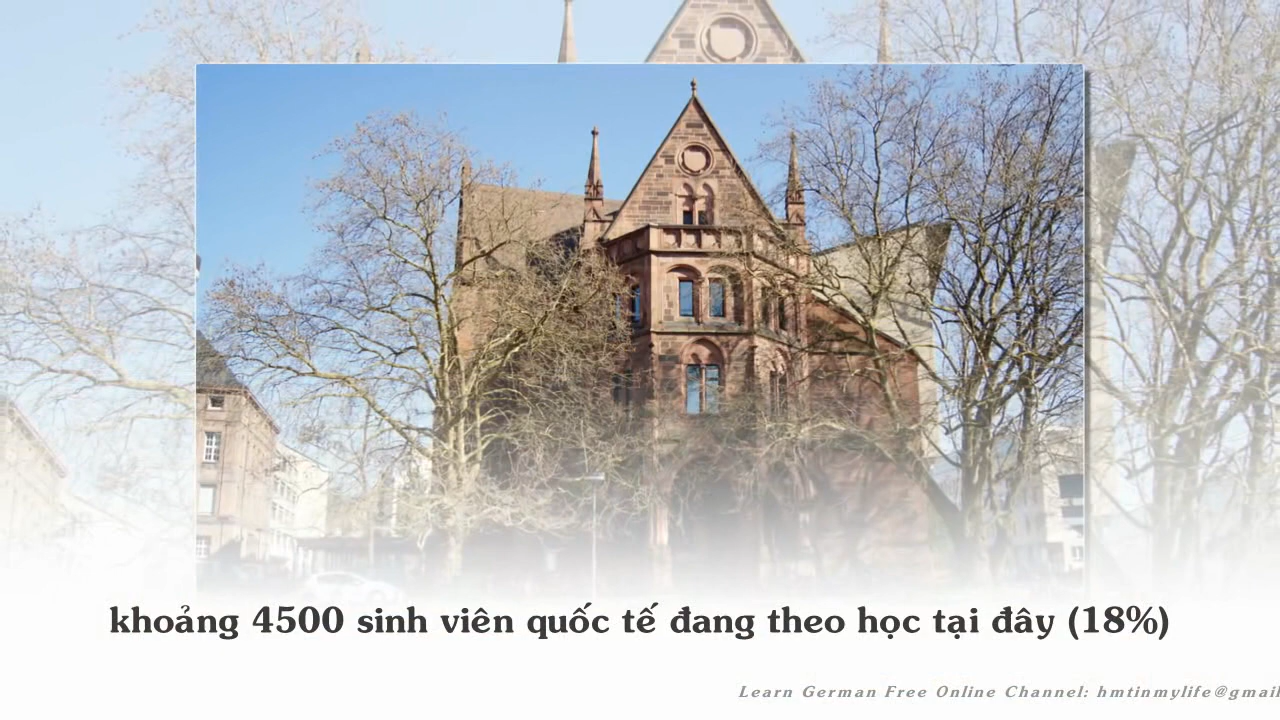 khoảng 4500 sinh viên quốc tế đang theo học tại đây (18%)
Learn German Free Online Channel: hmtinmylife@gmail